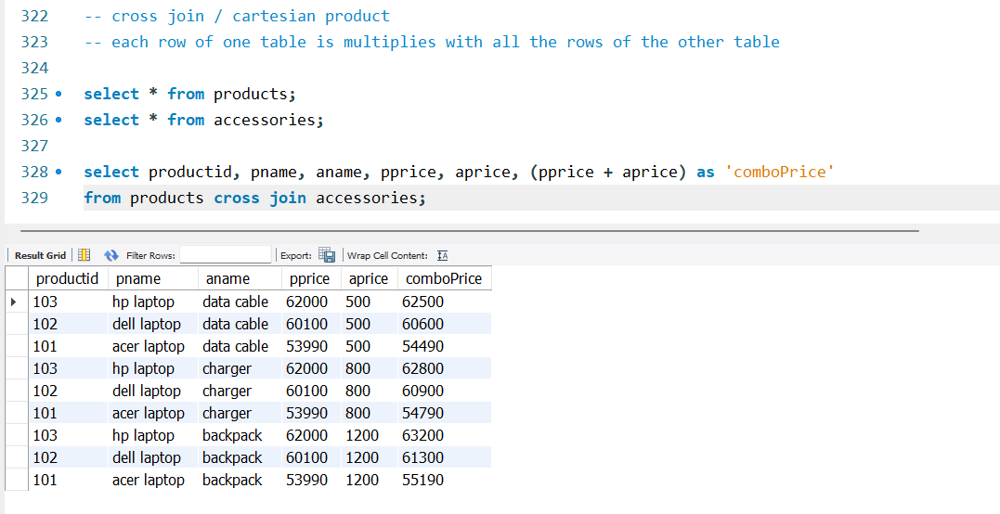 322 -- cross join / cartesian product
323 -- each row of one table is multiplies with all the rows of the other table
324
325 select * from products;
326 select * from accessories;
327
328 select productid, pname, aname, pprice, aprice, (pprice + aprice) as 'comboPrice'
329 from products cross join accessories;
Result Grid Filter Rows: Export: Wrap Cell Content: IA
productid pname aname pprice aprice comboPrice
103 hp laptop data cable 62000 500 62500
102 dell laptop data cable 60100 500 60600
101 acer laptop data cable 53990 500 54490
103 hp laptop charger 62000 800 62800
102 dell laptop charger 60100 800 60900
101 acer laptop charger 53990 800 54790
103 hp laptop backpack 62000 1200 63200
102 dell laptop backpack 60100 1200 61300
101 acer laptop backpack 53990 1200 55190